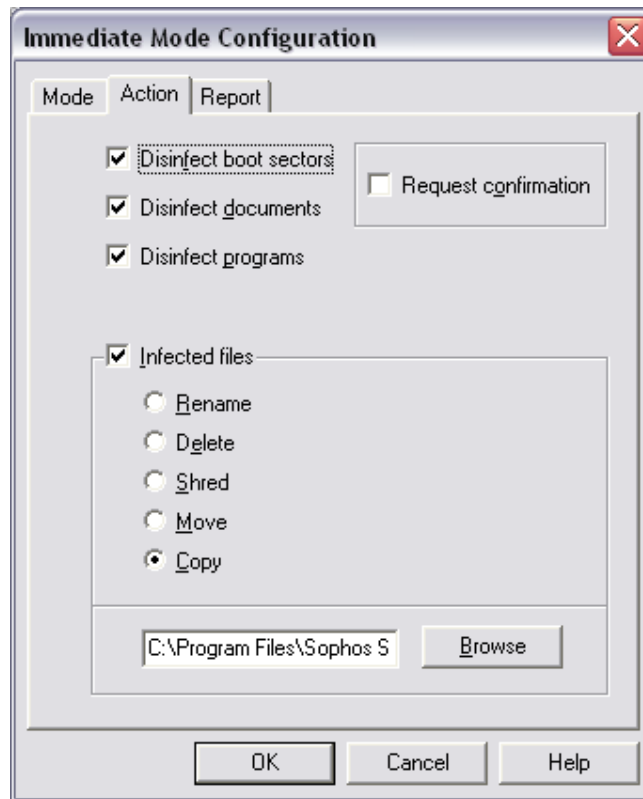 Immediate Mode Configuration
Mode Action Report
Disinfect boot sectors
Request confirmation
Disinfect documents
Disinfect programs
Infected files
Rename
Delete
Shred
Move
Copy
C:\Program Files\Sophos S
Browse
OK Cancel Help